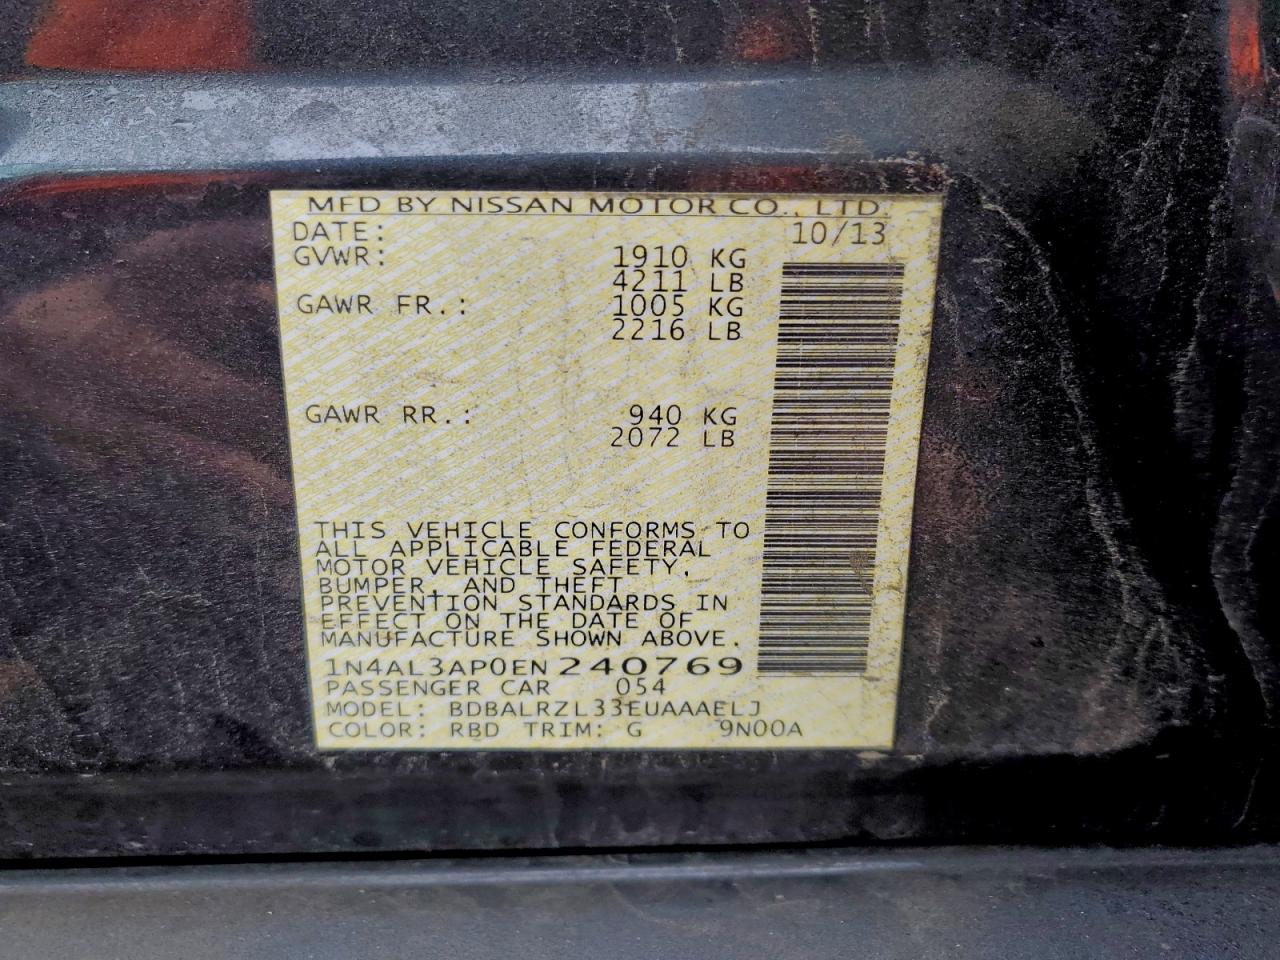 MFD BY NISSAN MOTOR CO., LTD.
DATE: 10/13
GVWR: 1910 KG
4211 LB
GAWR FR.: 1005 KG
2216 LB
GAWR RR.: 940 KG
2072 LB
THIS VEHICLE CONFORMS TO
ALL APPLICABLE FEDERAL
MOTOR VEHICLE SAFETY,
BUMPER, AND THEFT
PREVENTION STANDARDS IN
EFFECT ON THE DATE OF
MANUFACTURE SHOWN ABOVE.
1N4AL3AP0EN240769
PASSENGER CAR 054
MODEL: BDBALRZL33EUAAAELJ
COLOR: RBD TRIM: G 9N00A